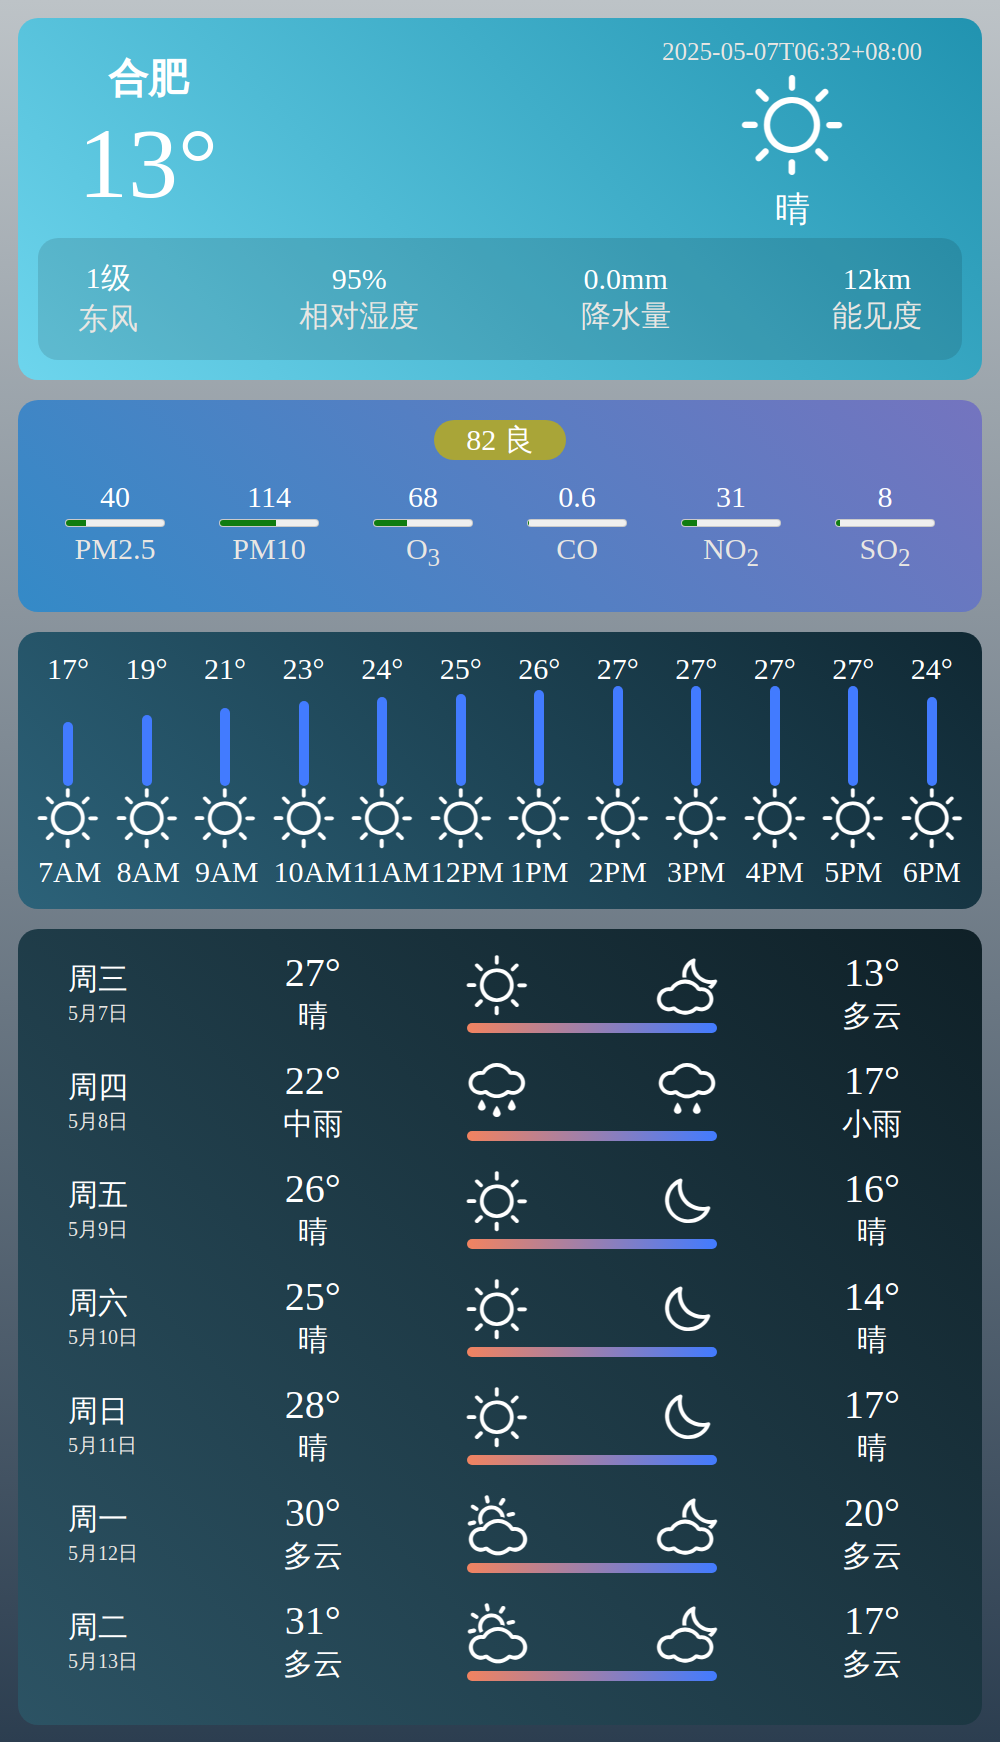 合肥
13°
2025-05-07T06:32+08:00
晴
1级 95% 0.0mm 12km
东风 相对湿度 降水量 能见度
82 良
40 114 68 0.6 31 8
PM2.5 PM10 O3 CO NO2 SO2
17° 19° 21° 23° 24° 25° 26° 27° 27° 27° 27° 24°
7AM 8AM 9AM 10AM 11AM 12PM 1PM 2PM 3PM 4PM 5PM 6PM
周三 27° 13°
5月7日 晴 多云
周四 22° 17°
5月8日 中雨 小雨
周五 26° 16°
5月9日 晴 晴
周六 25° 14°
5月10日 晴 晴
周日 28° 17°
5月11日 晴 晴
周一 30° 20°
5月12日 多云 多云
周二 31° 17°
5月13日 多云 多云